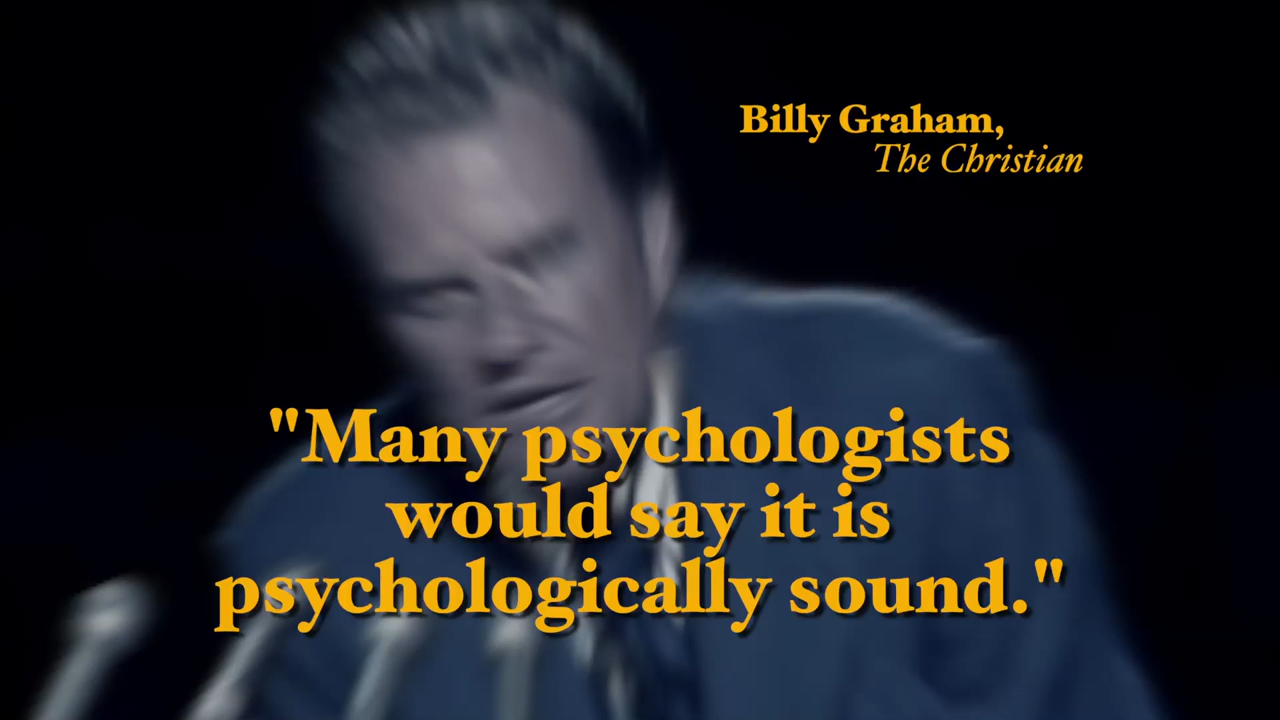 Billy Graham,
The Christian
"Many psychologists
would say it is
psychologically sound."